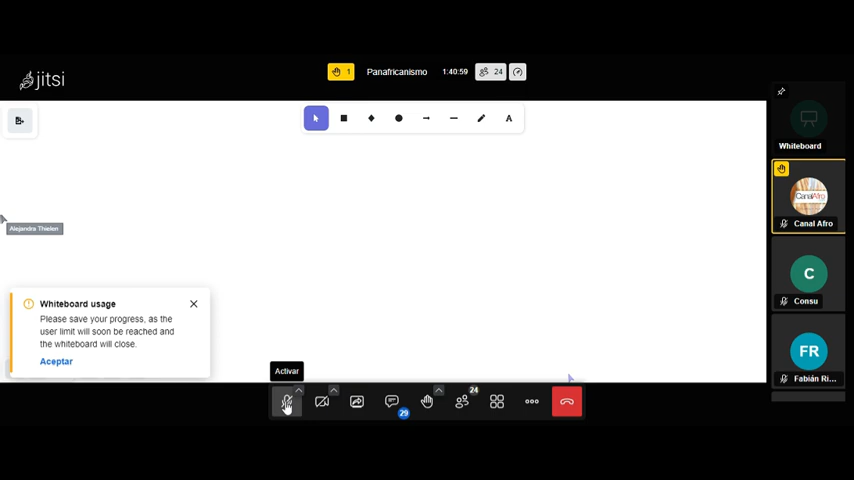 jitsi
1
Panafricanismo
1:40:59
24
A
Whiteboard
CanalAfro
Canal Afro
Alejandra Thielen
C
Consu
Whiteboard usage
Please save your progress, as the
user limit will soon be reached and
the whiteboard will close.
Aceptar
FR
Fabián Ri...
Activar
24
29